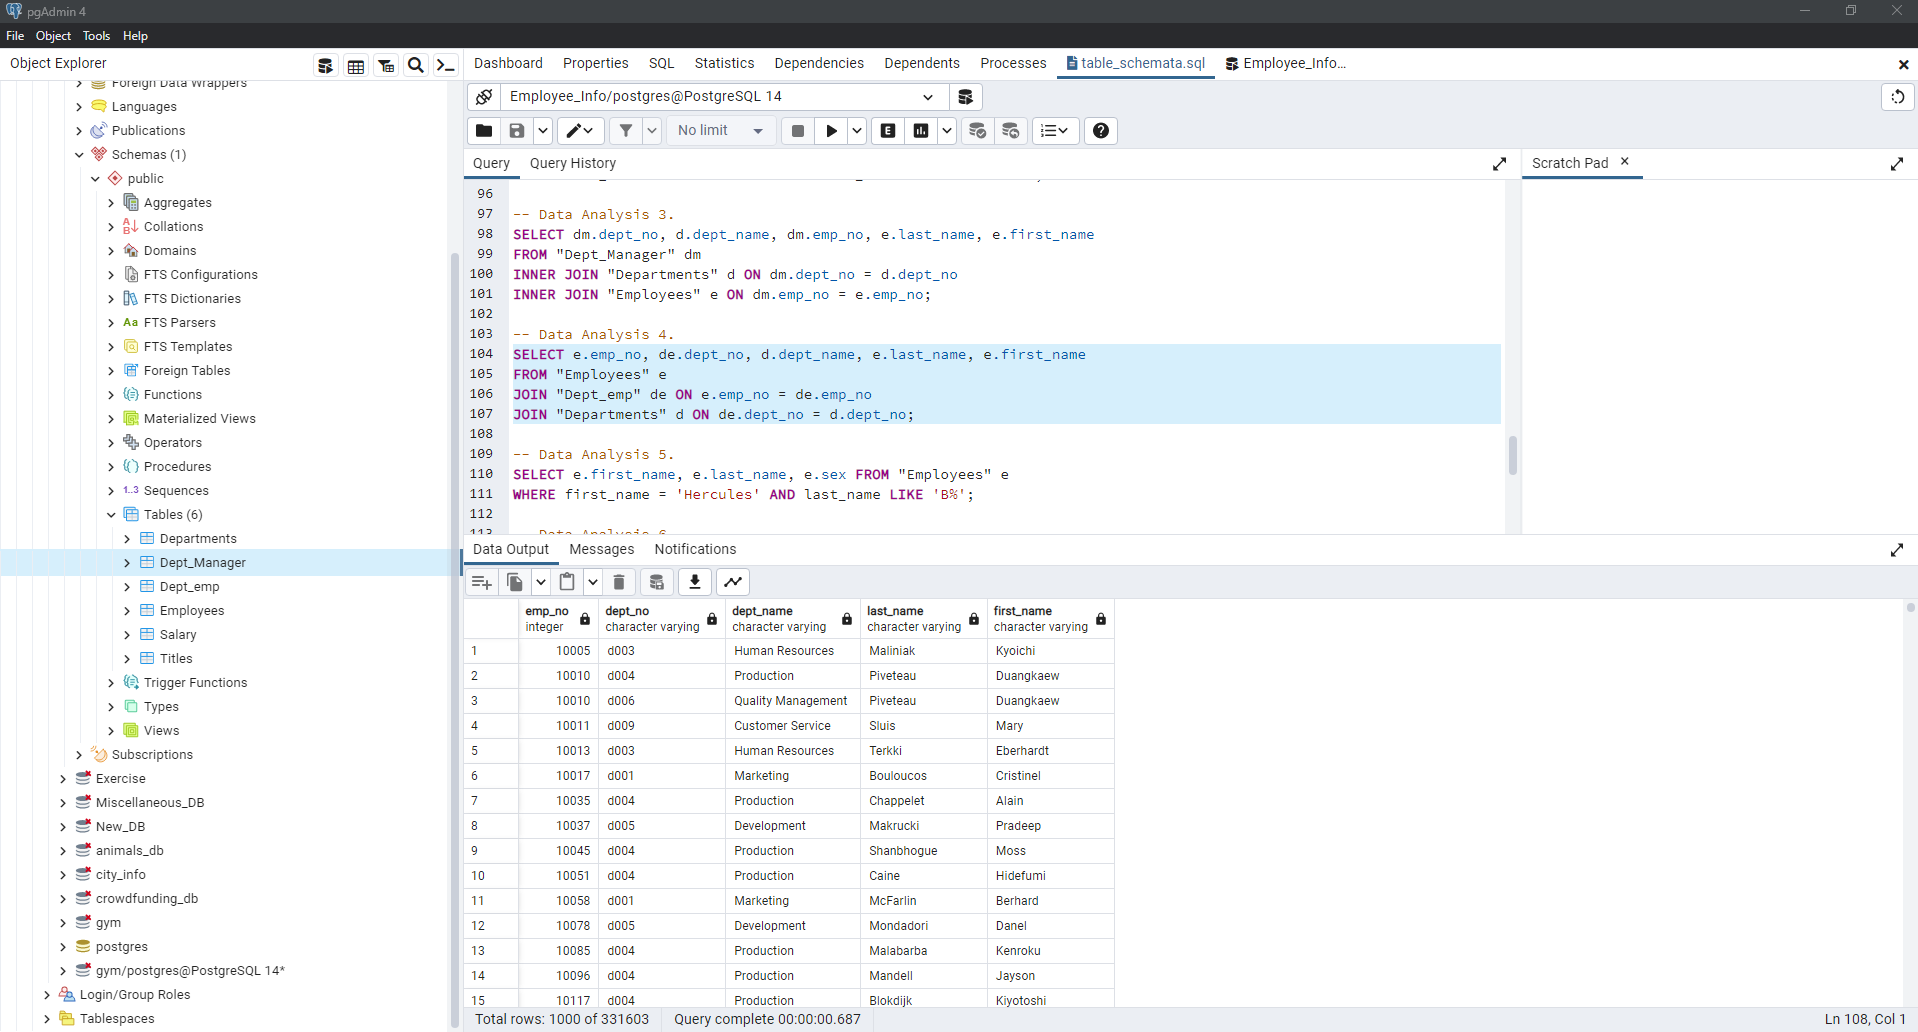 pgAdmin 4
File Object Tools Help
Object Explorer
Foreign Data Wrappers
Languages
Publications
Schemas (1)
public
Aggregates
Collations
Domains
FTS Configurations
FTS Dictionaries
Aa FTS Parsers
FTS Templates
Foreign Tables
Functions
Materialized Views
Operators
Procedures
1..3 Sequences
Tables (6)
Departments
Dept_Manager
Dept_emp
Employees
Salary
Titles
Trigger Functions
Types
Views
Subscriptions
Exercise
Miscellaneous_DB
New_DB
animals_db
city_info
crowdfunding_db
gym
postgres
gym/postgres@PostgreSQL 14*
Login/Group Roles
Tablespaces
Dashboard Properties SQL Statistics Dependencies Dependents Processes table_schemata.sql Employee_Info...
Employee_Info/postgres@PostgreSQL 14
No limit
E
Query Query History
Scratch Pad
96
97 -- Data Analysis 3.
98 SELECT dm.dept_no, d.dept_name, dm.emp_no, e.last_name, e.first_name
99 FROM "Dept_Manager" dm
100 INNER JOIN "Departments" d ON dm.dept_no = d.dept_no
101 INNER JOIN "Employees" e ON dm.emp_no = e.emp_no;
102
103 -- Data Analysis 4.
104 SELECT e.emp_no, de.dept_no, d.dept_name, e.last_name, e.first_name
105 FROM "Employees" e
106 JOIN "Dept_emp" de ON e.emp_no = de.emp_no
107 JOIN "Departments" d ON de.dept_no = d.dept_no;
108
109 -- Data Analysis 5.
110 SELECT e.first_name, e.last_name, e.sex FROM "Employees" e
111 WHERE first_name = 'Hercules' AND last_name LIKE 'B%';
112
113 -- Data Analysis 6.
Data Output Messages Notifications
emp_no dept_no dept_name last_name first_name
integer character varying character varying character varying character varying
1 10005 d003 Human Resources Maliniak Kyoichi
2 10010 d004 Production Piveteau Duangkaew
3 10010 d006 Quality Management Piveteau Duangkaew
4 10011 d009 Customer Service Sluis Mary
5 10013 d003 Human Resources Terkki Eberhardt
6 10017 d001 Marketing Bouloucos Cristinel
7 10035 d004 Production Chappelet Alain
8 10037 d005 Development Makrucki Pradeep
9 10045 d004 Production Shanbhogue Moss
10 10051 d004 Production Caine Hidefumi
11 10058 d001 Marketing McFarlin Berhard
12 10078 d005 Development Mondadori Danel
13 10085 d004 Production Malabarba Kenroku
14 10096 d004 Production Mandell Jayson
15 10117 d004 Production Blokdijk Kiyotoshi
Total rows: 1000 of 331603 Query complete 00:00:00.687 Ln 108, Col 1